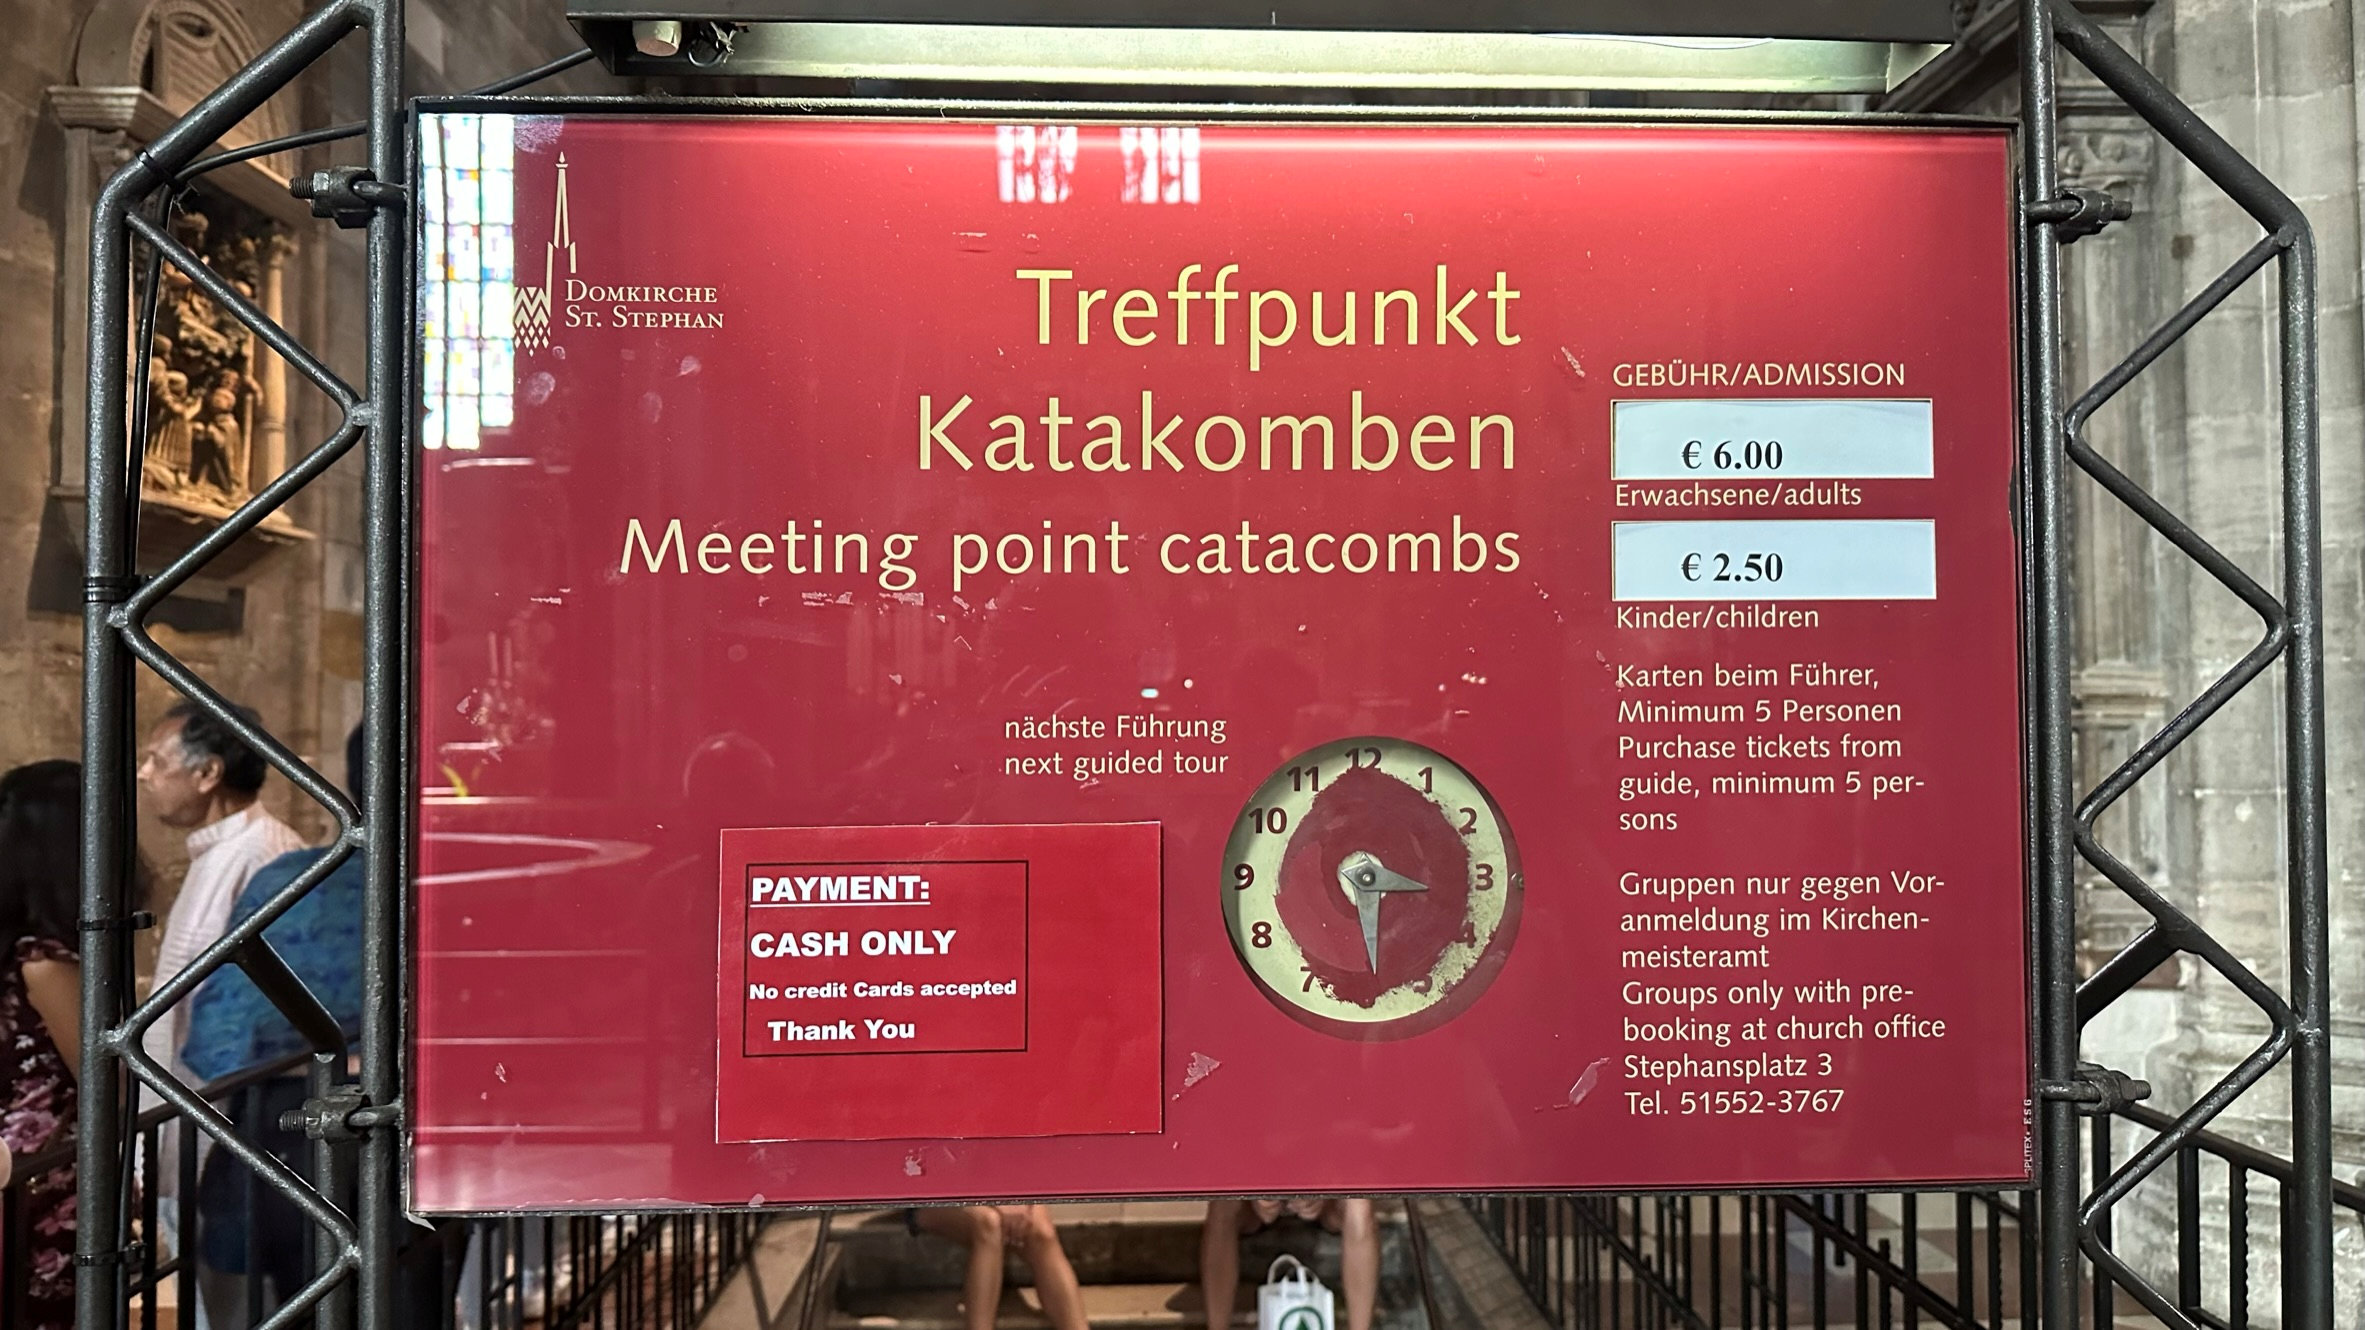 DOMKIRCHE
ST. STEPHAN
Treffpunkt
Katakomben
Meeting point catacombs
GEBÜHR/ADMISSION
€ 6.00
Erwachsene/adults
€ 2.50
Kinder/children
Karten beim Führer,
Minimum 5 Personen
Purchase tickets from
guide, minimum 5 per-
sons
Gruppen nur gegen Vor-
anmeldung im Kirchen-
meisteramt
Groups only with pre-
booking at church office
Stephansplatz 3
Tel. 51552-3767
nächste Führung
next guided tour
12
1
2
3
4
5
7
8
9
10
11
PAYMENT:
CASH ONLY
No credit Cards accepted
Thank You